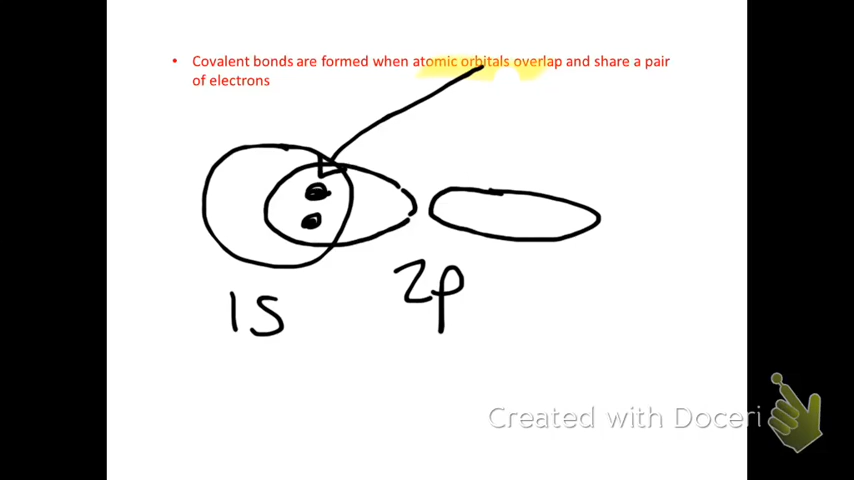 • Covalent bonds are formed when atomic orbitals overlap and share a pair
of electrons
1S
2p
Created with Doceri